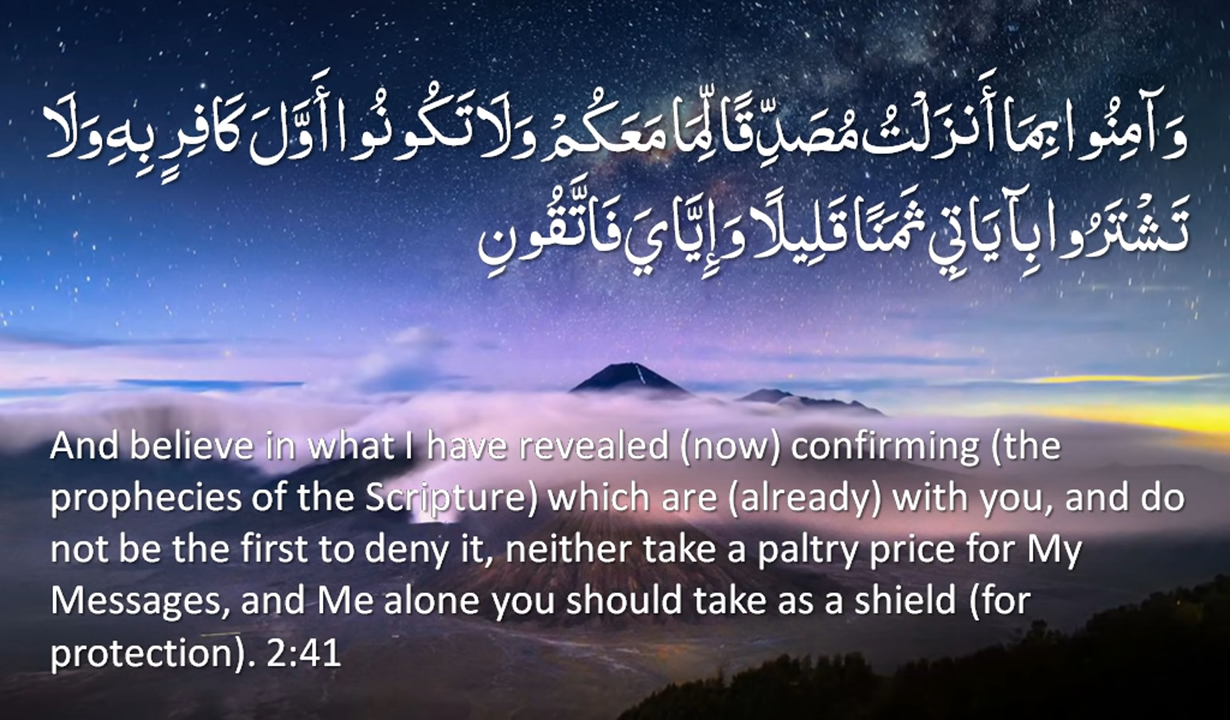 وَآمِنُوا بِمَا أَنزَلْتُ مُصَدِّقًا لِّمَا مَعَكُمْ وَلَا تَكُونُوا أَوَّلَ كَافِرٍ بِهِ وَلَا
تَشْتَرُوا بِآيَاتِي ثَمَنًا قَلِيلًا وَإِيَّايَ فَاتَّقُونِ
And believe in what I have revealed (now) confirming (the
prophecies of the Scripture) which are (already) with you, and do
not be the first to deny it, neither take a paltry price for My
Messages, and Me alone you should take as a shield (for
protection). 2:41